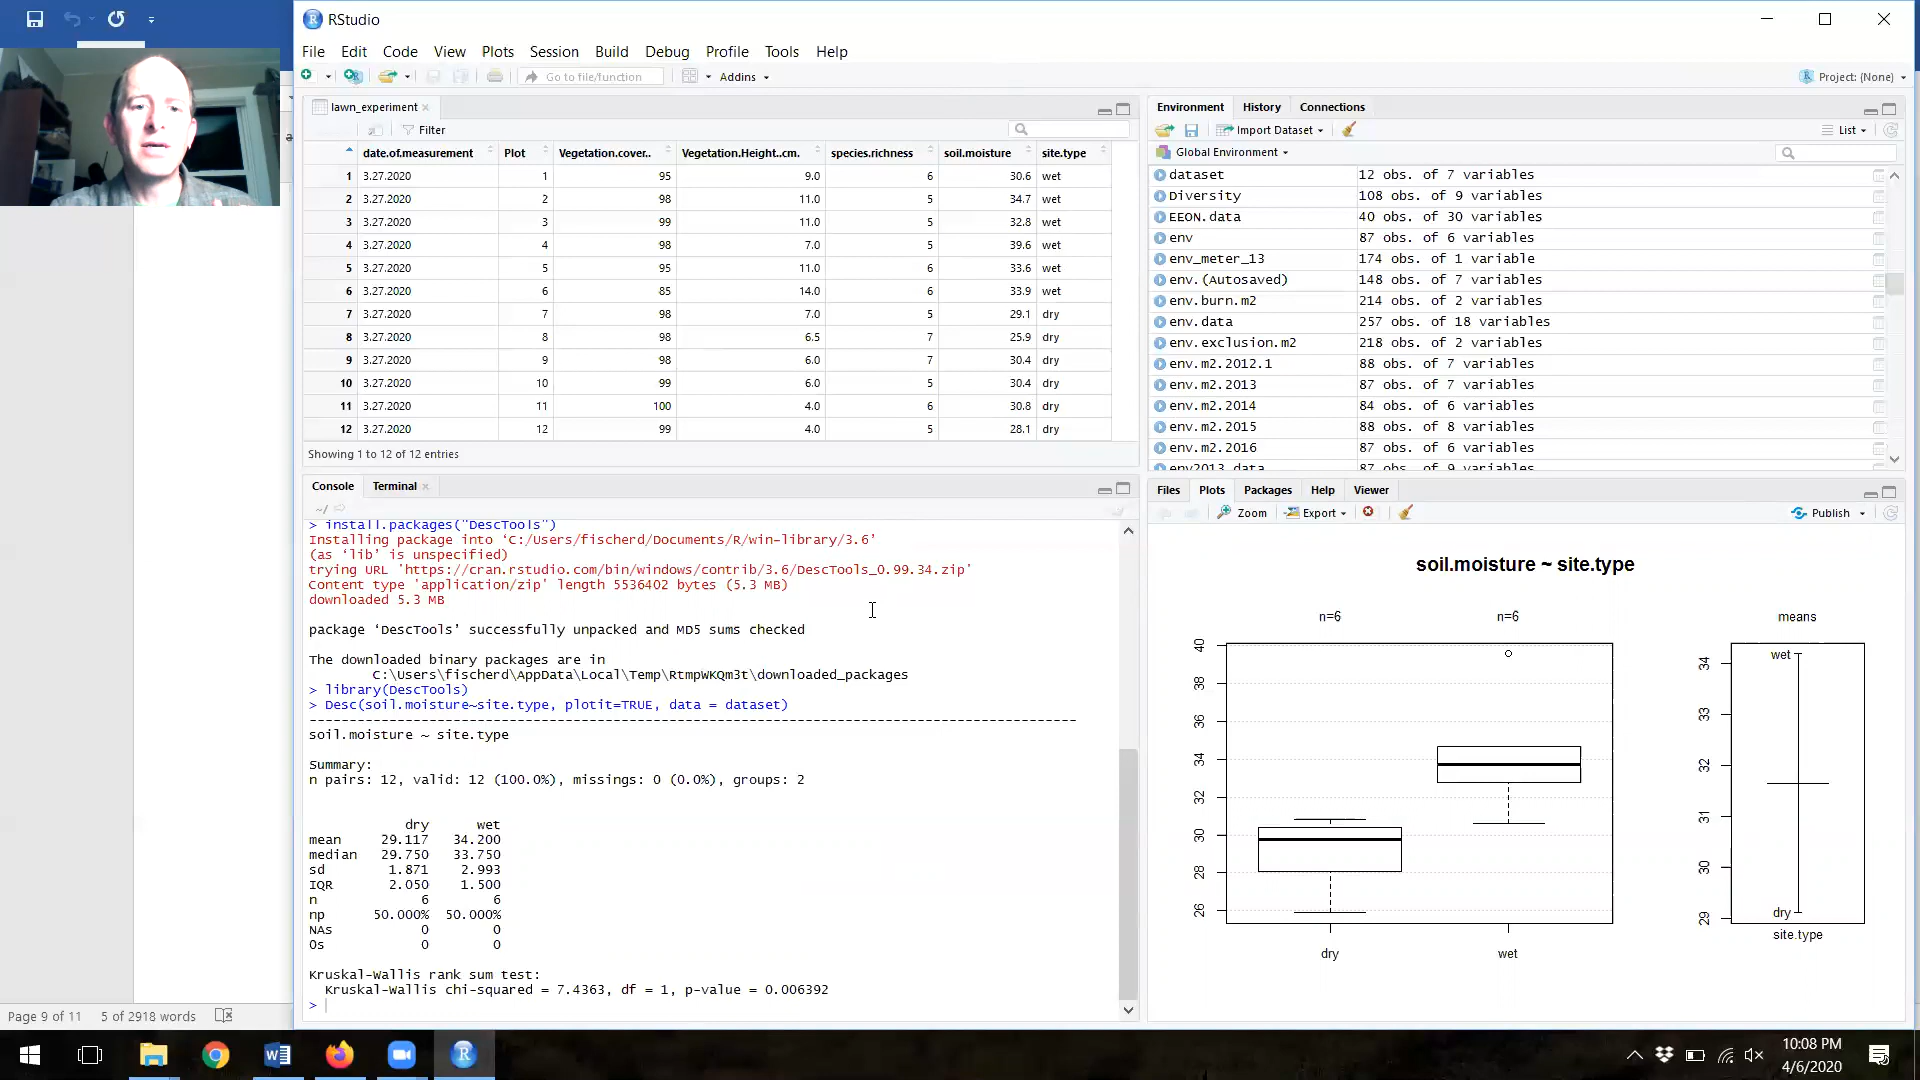 RStudio
File Edit Code View Plots Session Build Debug Profile Tools Help
Go to file/function Addins Project: (None)
lawn_experiment
Filter
date.of.measurement Plot Vegetation.cover.. Vegetation.Height..cm. species.richness soil.moisture site.type
1 3.27.2020 1 95 9.0 6 30.6 wet
2 3.27.2020 2 98 11.0 5 34.7 wet
3 3.27.2020 3 99 11.0 5 32.8 wet
4 3.27.2020 4 98 7.0 5 39.6 wet
5 3.27.2020 5 95 11.0 6 33.6 wet
6 3.27.2020 6 85 14.0 6 33.9 wet
7 3.27.2020 7 98 7.0 5 29.1 dry
8 3.27.2020 8 98 6.5 7 25.9 dry
9 3.27.2020 9 98 6.0 7 30.4 dry
10 3.27.2020 10 99 6.0 5 30.4 dry
11 3.27.2020 11 100 4.0 6 30.8 dry
12 3.27.2020 12 99 4.0 5 28.1 dry
Showing 1 to 12 of 12 entries
Console Terminal
~/
> install.packages("DescTools")
Installing package into ‘C:/Users/fischerd/Documents/R/win-library/3.6’
(as ‘lib’ is unspecified)
trying URL 'https://cran.rstudio.com/bin/windows/contrib/3.6/DescTools_0.99.34.zip'
Content type 'application/zip' length 5536402 bytes (5.3 MB)
downloaded 5.3 MB
package ‘DescTools’ successfully unpacked and MD5 sums checked
The downloaded binary packages are in
C:\Users\fischerd\AppData\Local\Temp\RtmpWKQm3t\downloaded_packages
> library(DescTools)
> Desc(soil.moisture~site.type, plotit=TRUE, data = dataset)
------------------------------------------------------------------------------------------------
soil.moisture ~ site.type
Summary:
n pairs: 12, valid: 12 (100.0%), missings: 0 (0.0%), groups: 2
dry wet
mean 29.117 34.200
median 29.750 33.750
sd 1.871 2.993
IQR 2.050 1.500
n 6 6
np 50.000% 50.000%
NAs 0 0
0s 0 0
Kruskal-Wallis rank sum test:
Kruskal-Wallis chi-squared = 7.4363, df = 1, p-value = 0.006392
>
Environment History Connections
Import Dataset List
Global Environment
dataset 12 obs. of 7 variables
Diversity 108 obs. of 9 variables
EEON.data 40 obs. of 30 variables
env 87 obs. of 6 variables
env_meter_13 174 obs. of 1 variable
env.(Autosaved) 148 obs. of 7 variables
env.burn.m2 214 obs. of 2 variables
env.data 257 obs. of 18 variables
env.exclusion.m2 218 obs. of 2 variables
env.m2.2012.1 88 obs. of 7 variables
env.m2.2013 87 obs. of 7 variables
env.m2.2014 84 obs. of 6 variables
env.m2.2015 88 obs. of 8 variables
env.m2.2016 87 obs. of 6 variables
env2013 data 87 obs. of 9 variables
Files Plots Packages Help Viewer
Zoom Export Publish
soil.moisture ~ site.type
n=6 n=6 means
40
38
36
34
32
30
28
26
dry wet
34
33
32
31
30
29
wet
dry
site.type
Page 9 of 11 5 of 2918 words
10:08 PM
4/6/2020